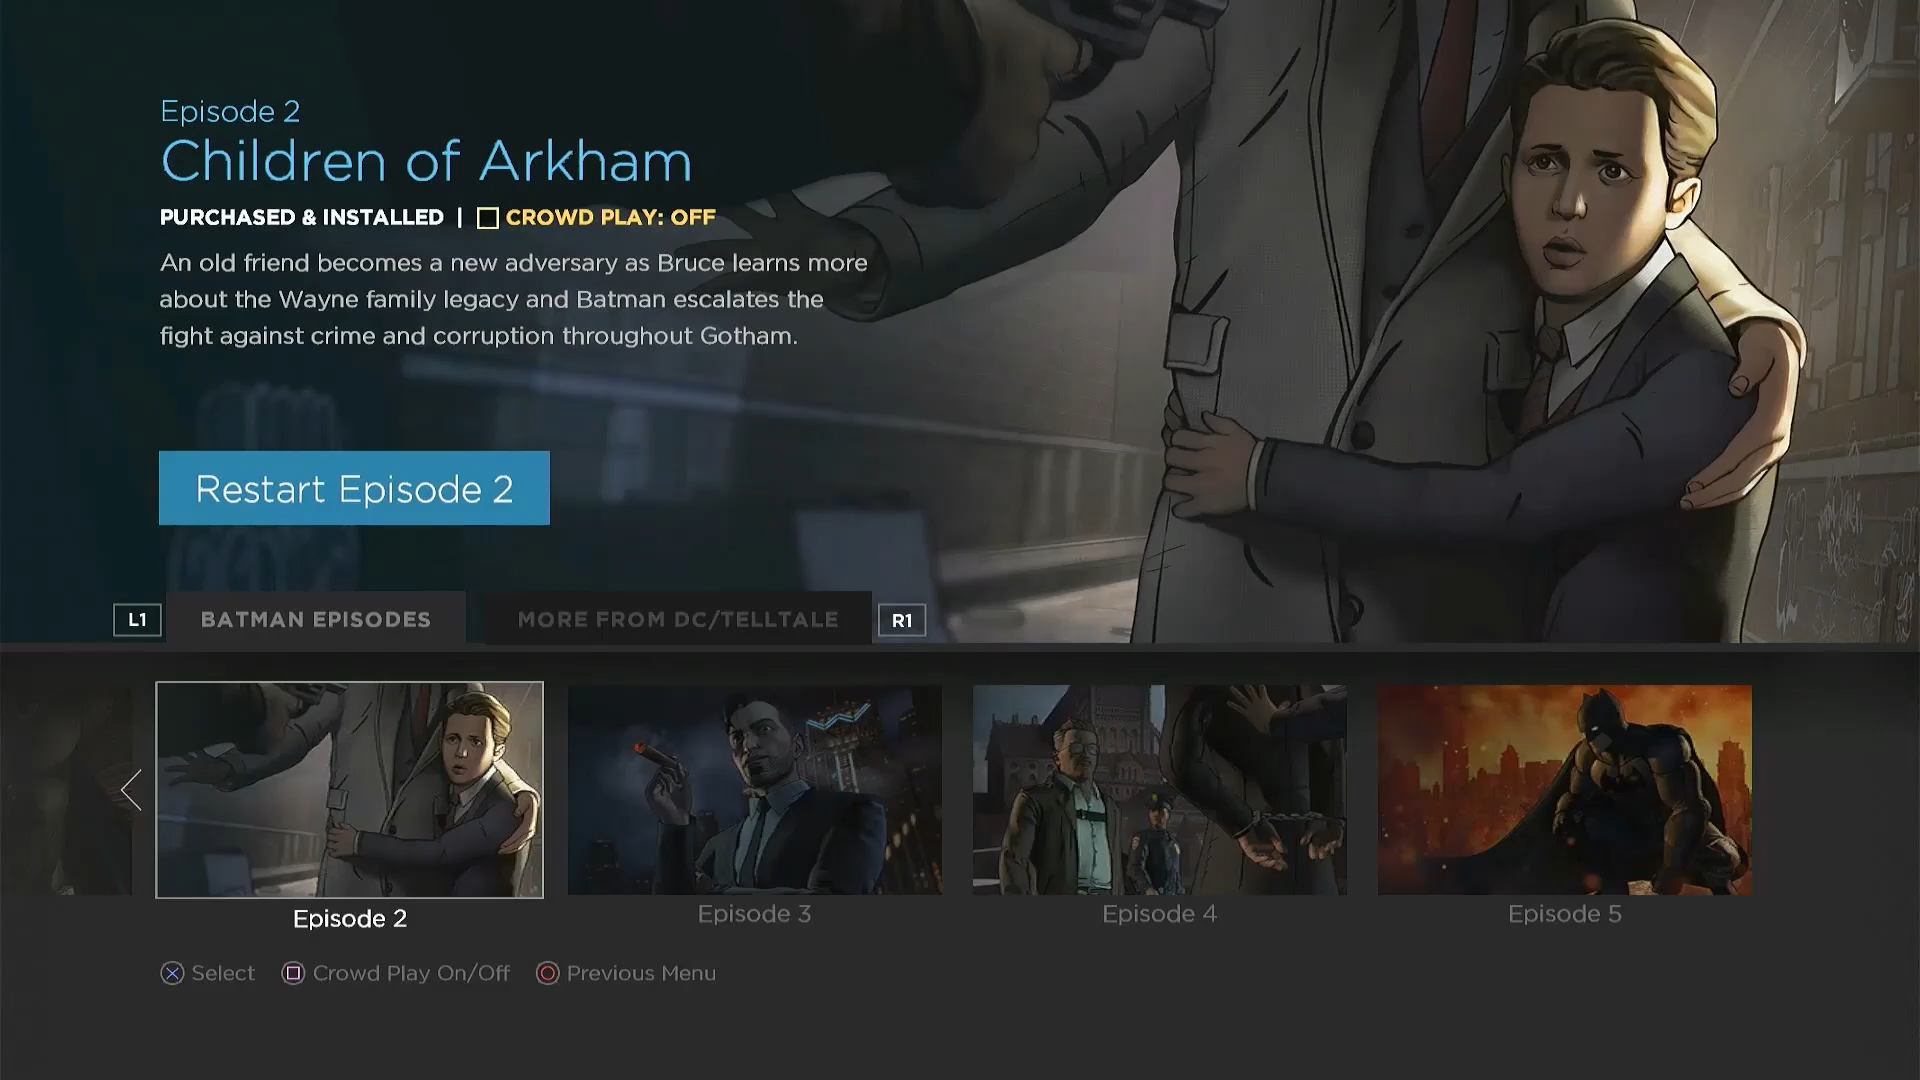 Episode 2
Children of Arkham
PURCHASED & INSTALLED | CROWD PLAY: OFF
An old friend becomes a new adversary as Bruce learns more
about the Wayne family legacy and Batman escalates the
fight against crime and corruption throughout Gotham.
Restart Episode 2
L1 BATMAN EPISODES MORE FROM DC/TELLTALE R1
Episode 2 Episode 3 Episode 4 Episode 5
Select Crowd Play On/Off Previous Menu